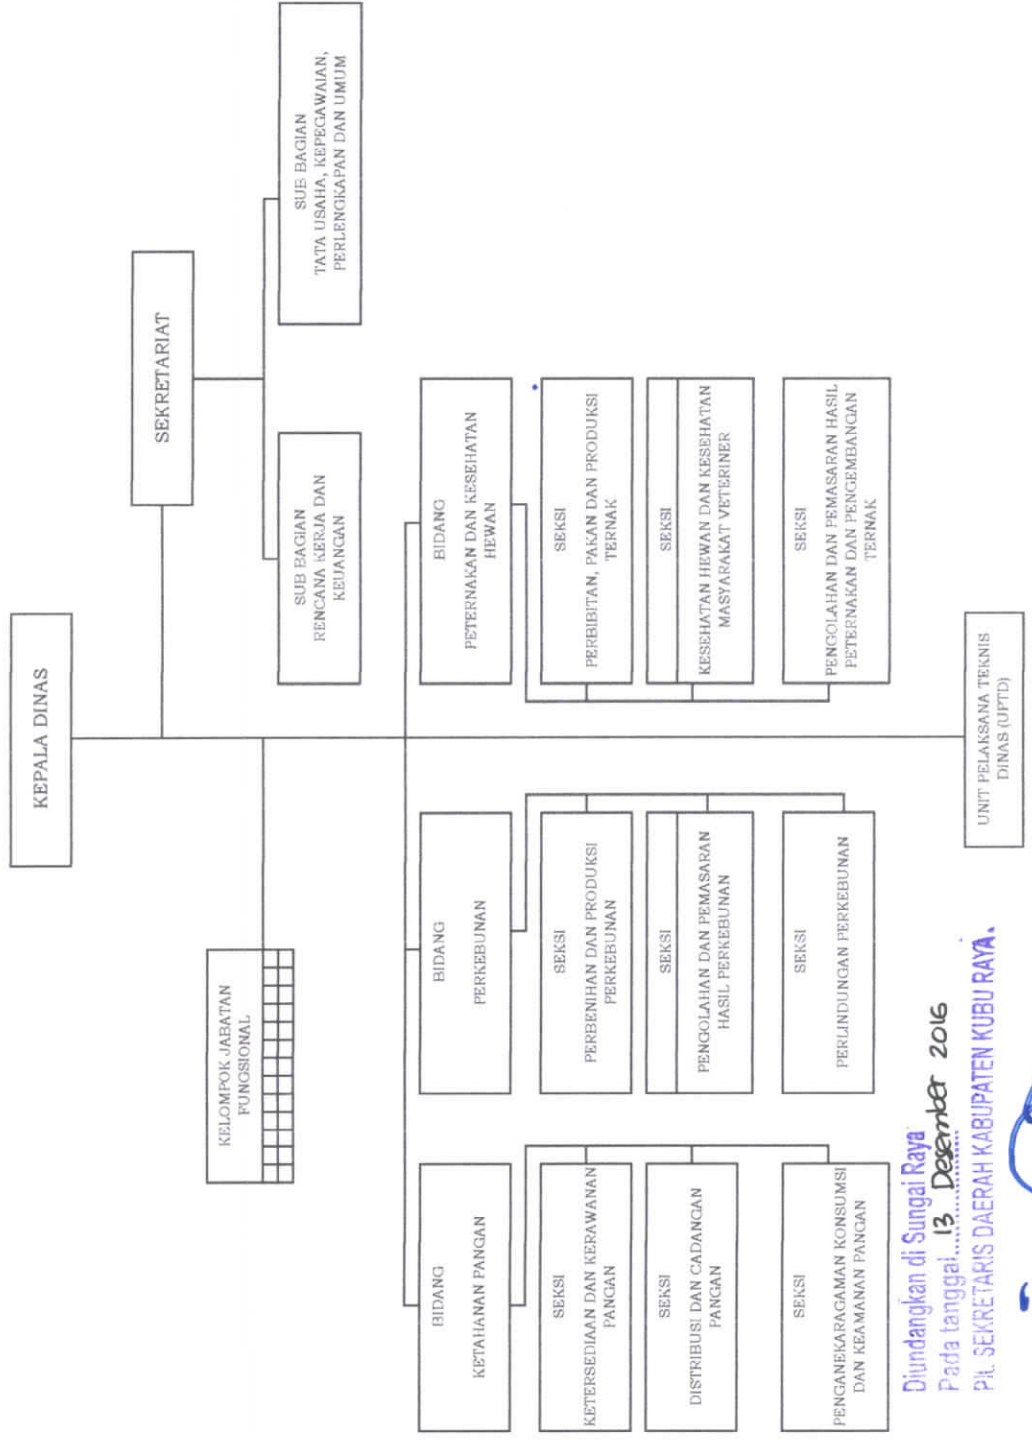 KEPALA DINAS
SEKRETARIAT
KELOMPOK JABATAN
FUNGSIONAL
SUB BAGIAN
RENCANA KERJA DAN
KEUANGAN
SUB BAGIAN
TATA USAHA, KEPEGAWAIAN,
PERLENGKAPAN DAN UMUM
BIDANG
KETAHANAN PANGAN
SEKSI
KETERSEDIAAN DAN KERAWANAN
PANGAN
SEKSI
DISTRIBUSI DAN CADANGAN
PANGAN
SEKSI
PENGANEKARAGAMAN KONSUMSI
DAN KEAMANAN PANGAN
BIDANG
PERKEBUNAN
SEKSI
PERBENIHAN DAN PRODUKSI
PERKEBUNAN
SEKSI
PENGOLAHAN DAN PEMASARAN
HASIL PERKEBUNAN
SEKSI
PERLINDUNGAN PERKEBUNAN
BIDANG
PETERNAKAN DAN KESEHATAN
HEWAN
SEKSI
PERBIBITAN, PAKAN DAN PRODUKSI
TERNAK
SEKSI
KESEHATAN HEWAN DAN KESEHATAN
MASYARAKAT VETERINER
SEKSI
PENGOLAHAN DAN PEMASARAN HASIL
PETERNAKAN DAN PENGEMBANGAN
TERNAK
UNIT PELAKSANA TEKNIS
DINAS (UPTD)
Diundangkan di Sungai Raya
Pada tanggal....13 Desember 2016
Plt. SEKRETARIS DAERAH KABUPATEN KUBU RAYA.